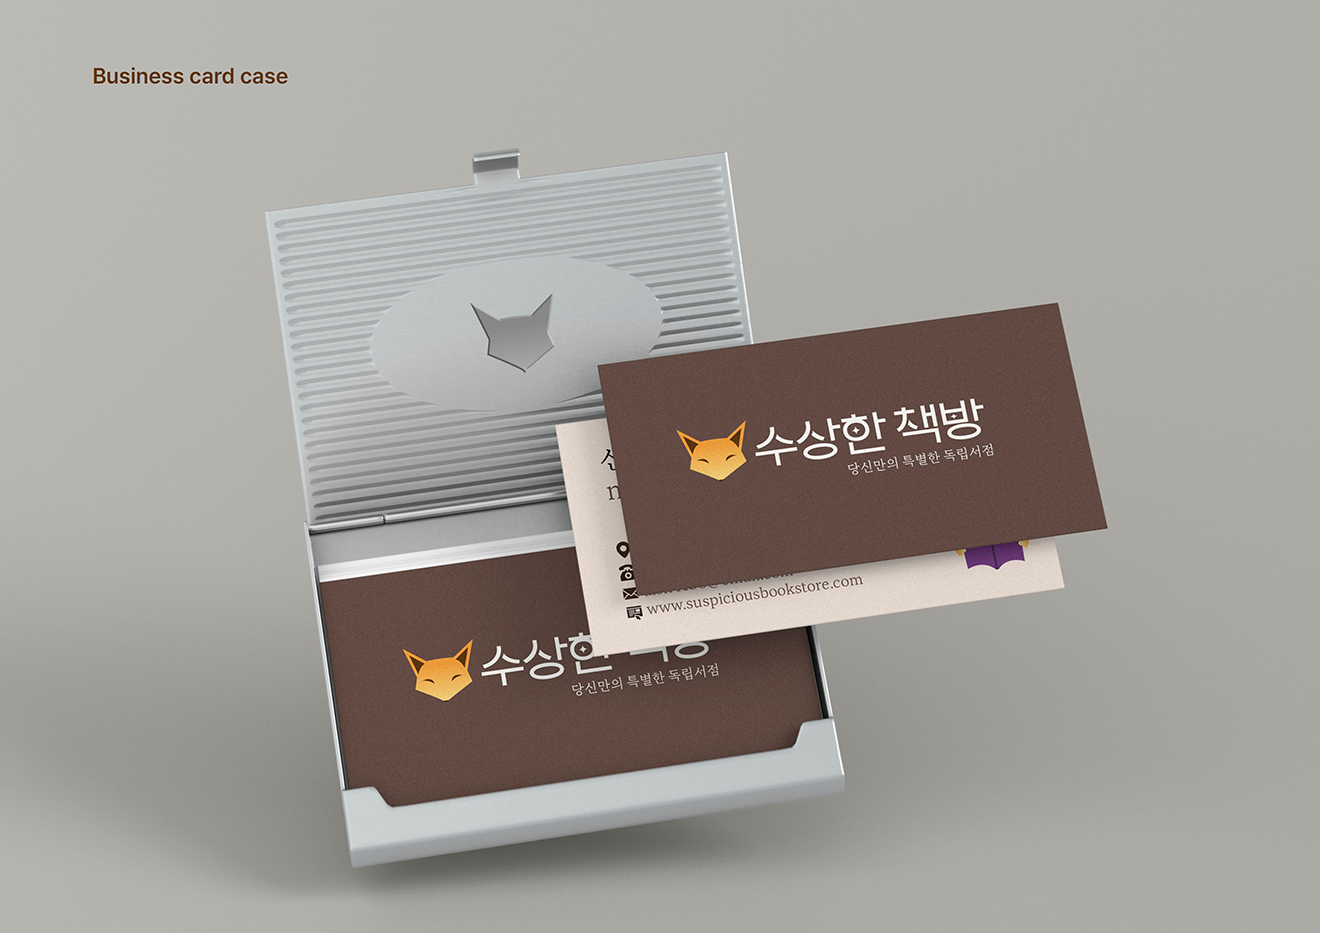 Business card case
수상한 책방
당신만의 특별한 독립서점
www.suspiciousbookstore.com
수상한
당신만의 특별한 독립서점